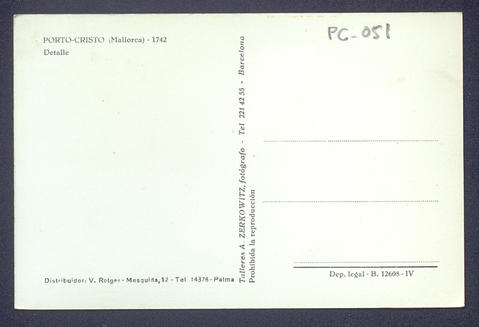 PORTO-CRISTO (Mallorca) - 1742
Detalle
PC-051
Talleres A. ZERKOWITZ, fotógrafo - Tel 221 42 55 - Barcelona
Prohibida la reproducción
Dep. legal - B. 12608 - IV
Distribuidor: V. Rotger - Mesquida, 12 - Tel 14376 - Palma